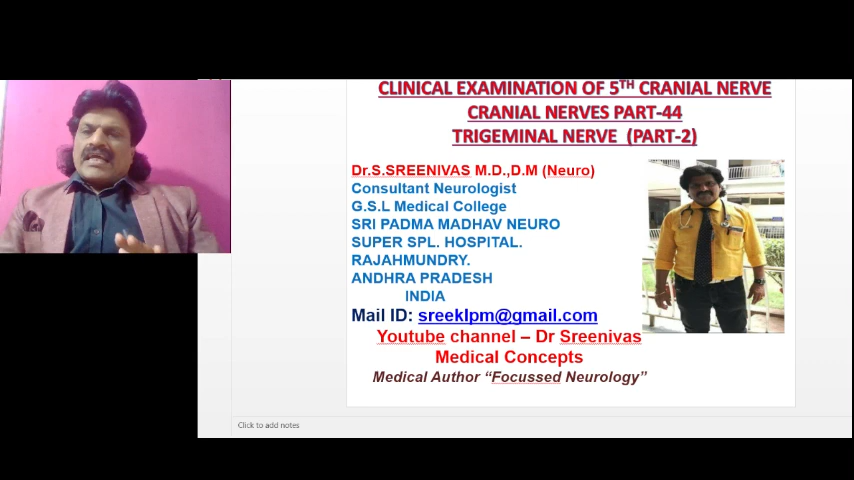 CLINICAL EXAMINATION OF 5TH CRANIAL NERVE
CRANIAL NERVES PART-44
TRIGEMINAL NERVE (PART-2)
Dr.S.SREENIVAS M.D.,D.M (Neuro)
Consultant Neurologist
G.S.L Medical College
SRI PADMA MADHAV NEURO
SUPER SPL. HOSPITAL.
RAJAHMUNDRY.
ANDHRA PRADESH
INDIA
Mail ID: sreeklpm@gmail.com
Youtube channel – Dr Sreenivas
Medical Concepts
Medical Author “Focussed Neurology”
Click to add notes